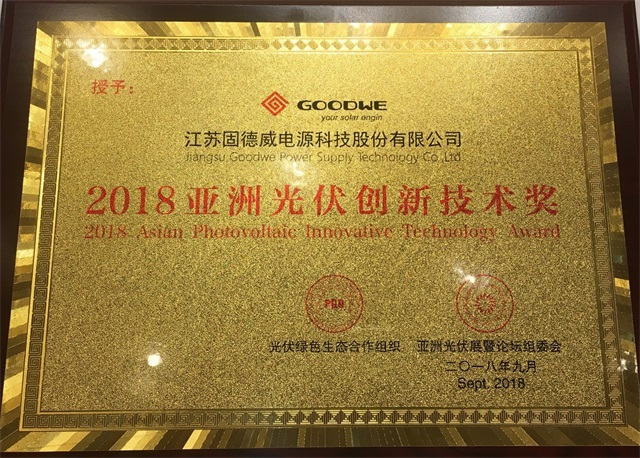 授予：
GOODWE
your solar engin
江苏固德威电源科技股份有限公司
Jiangsu Goodwe Power Supply Technology Co.,Ltd
2018亚洲光伏创新技术奖
2018 Asian Photovoltaic Innovative Technology Award
光伏绿色生态合作组织
亚洲光伏展暨论坛组委会
二〇一八年九月
Sept. 2018